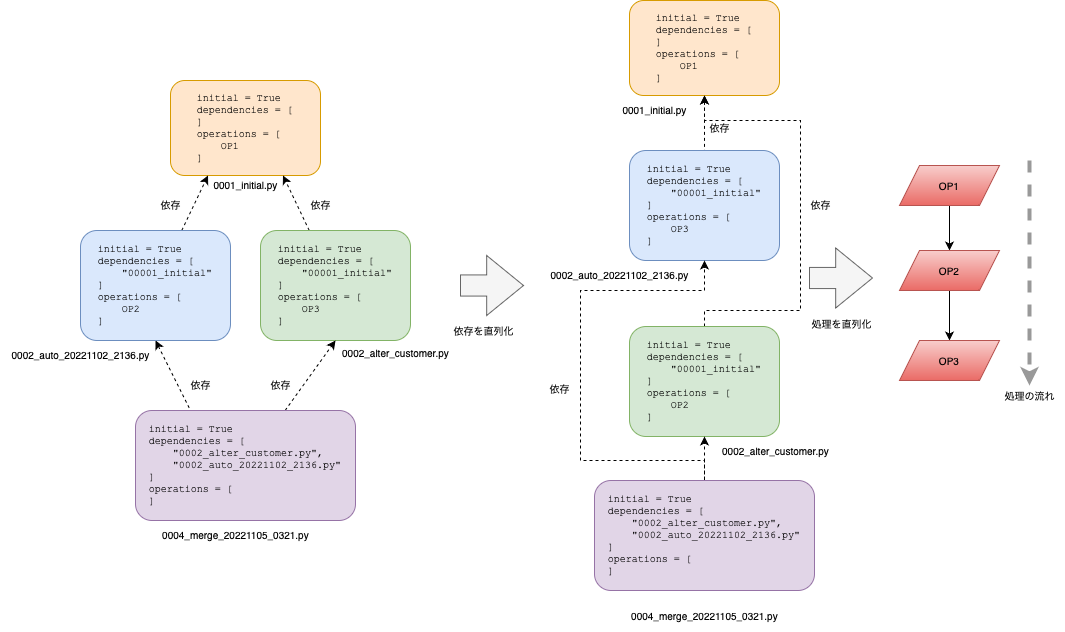 initial = True
dependencies = [
]
operations = [
OP1
]
0001_initial.py
依存
依存
initial = True
dependencies = [
"00001_initial"
]
operations = [
OP2
]
0002_auto_20221102_2136.py
initial = True
dependencies = [
"00001_initial"
]
operations = [
OP3
]
0002_alter_customer.py
依存
依存
initial = True
dependencies = [
"0002_alter_customer.py",
"0002_auto_20221102_2136.py"
]
operations = [
]
0004_merge_20221105_0321.py
依存を直列化
initial = True
dependencies = [
]
operations = [
OP1
]
0001_initial.py
依存
initial = True
dependencies = [
"00001_initial"
]
operations = [
OP3
]
0002_auto_20221102_2136.py
依存
initial = True
dependencies = [
"00001_initial"
]
operations = [
OP2
]
0002_alter_customer.py
依存
initial = True
dependencies = [
"0002_alter_customer.py",
"0002_auto_20221102_2136.py"
]
operations = [
]
0004_merge_20221105_0321.py
処理を直列化
OP1
OP2
OP3
処理の流れ